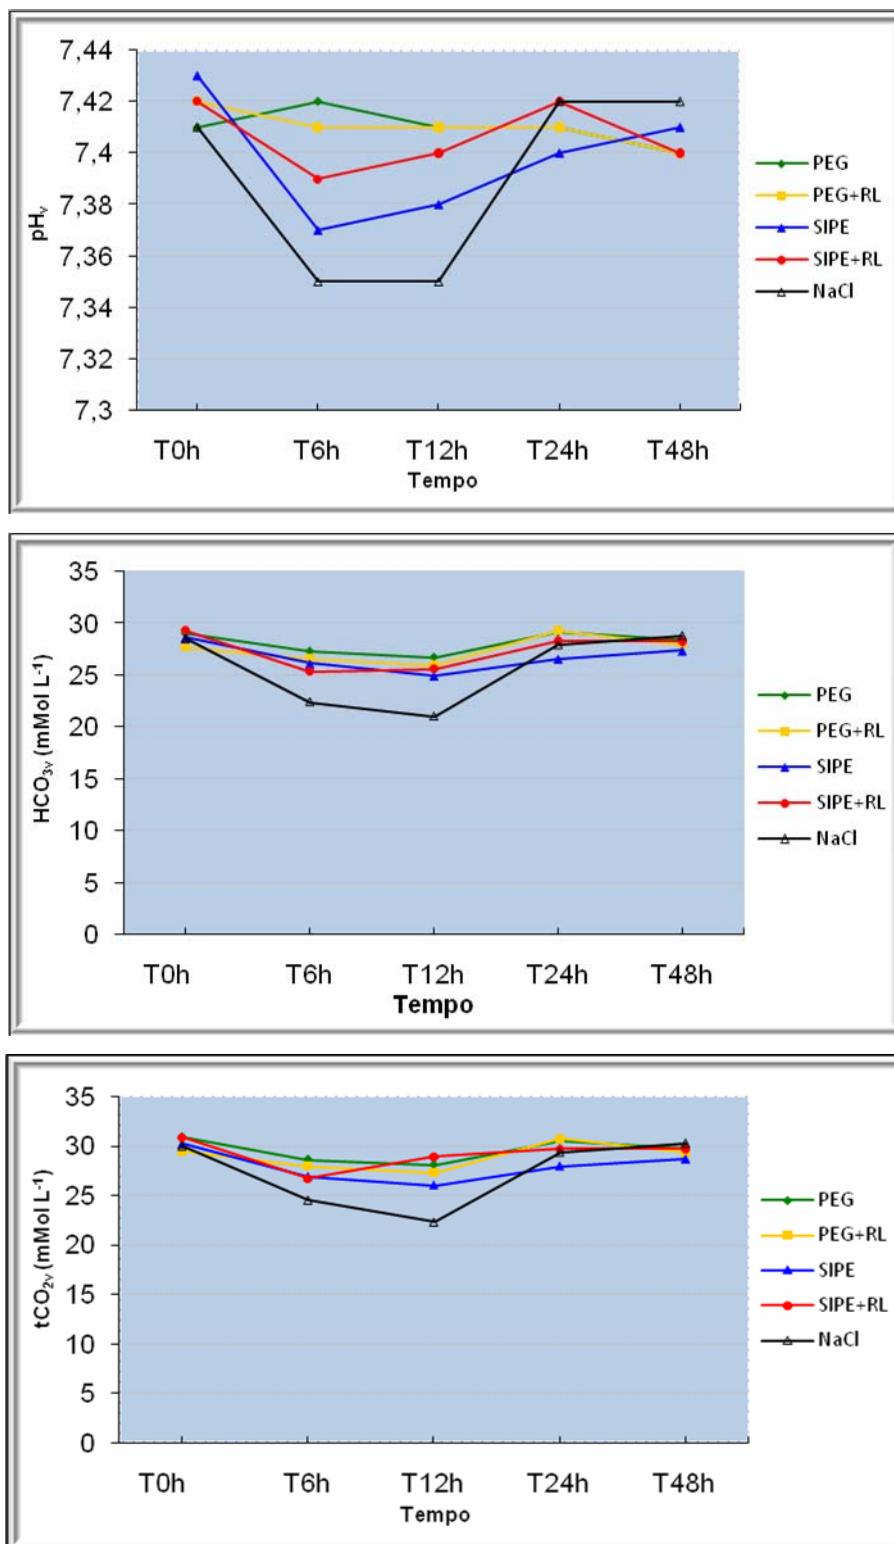 7,44
7,42
7,4
7,38
7,36
7,34
7,32
7,3
pHᵥ
T0h T6h T12h T24h T48h
Tempo
PEG
PEG+RL
SIPE
SIPE+RL
NaCl
35
30
25
20
15
10
5
0
HCO₃ᵥ (mMol L⁻¹)
T0h T6h T12h T24h T48h
Tempo
PEG
PEG+RL
SIPE
SIPE+RL
NaCl
35
30
25
20
15
10
5
0
tCO₂ᵥ (mMol L⁻¹)
T0h T6h T12h T24h T48h
Tempo
PEG
PEG+RL
SIPE
SIPE+RL
NaCl